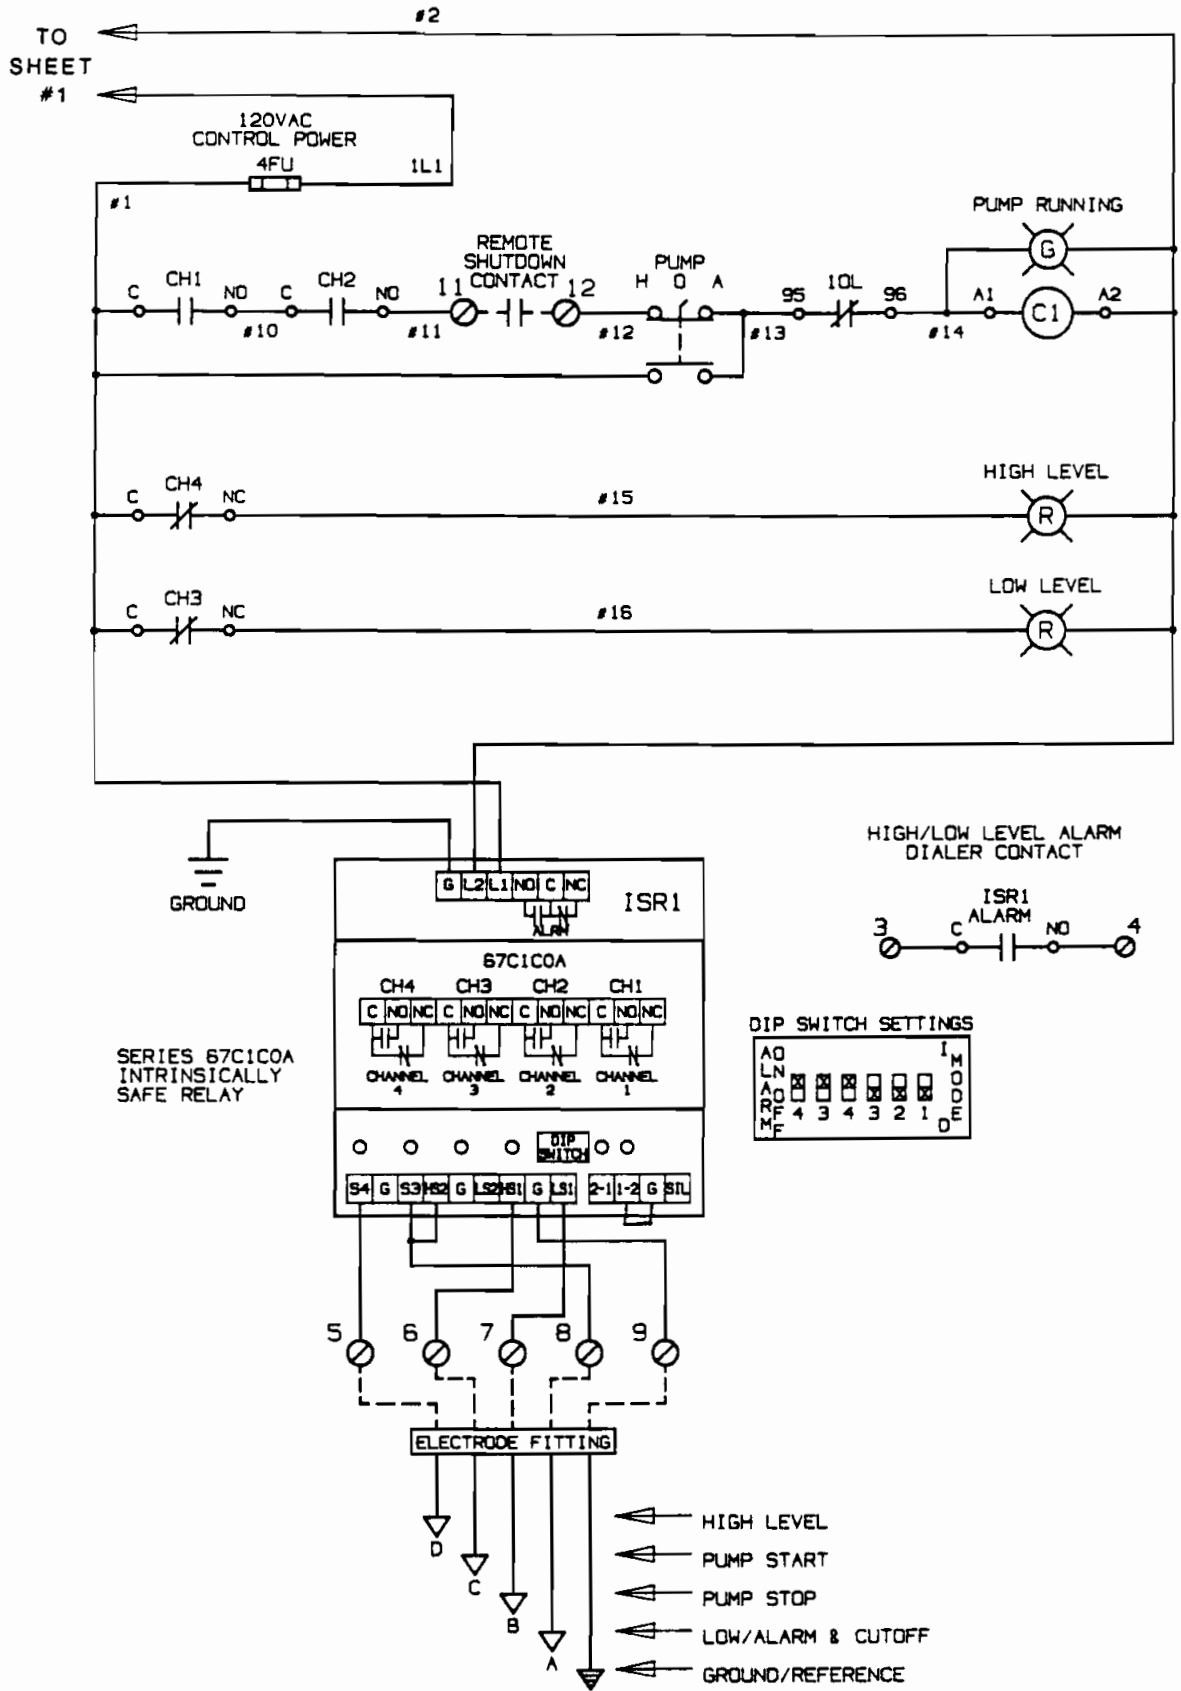 #2
TO
SHEET
#1
120VAC
CONTROL POWER
4FU
1L1
#1
PUMP RUNNING
G
REMOTE
SHUTDOWN
CONTACT
PUMP
H O A
C CH1 NO C CH2 NO 11 12 95 1OL 96 A1 C1 A2
#10 #11 #12 #13 #14
HIGH LEVEL
C CH4 NC #15 R
LOW LEVEL
C CH3 NC #16 R
HIGH/LOW LEVEL ALARM
DIALER CONTACT
GROUND
G L2 L1 NO C NC
ISR1
ALRM
ISR1
ALARM
3 C NO 4
67C1C0A
CH4 CH3 CH2 CH1
C NO NC C NO NC C NO NC C NO NC
CHANNEL 4
CHANNEL 3
CHANNEL 2
CHANNEL 1
SERIES 67C1C0A
INTRINSICALLY
SAFE RELAY
DIP SWITCH SETTINGS
ALARM
ON
OFF
4 3 4 3 2 1
I
D
MODE
DIP
SWITCH
S4 G S3 HS2 G LS2 HS1 G LS1 2-1 1-2 G SIL
5 6 7 8 9
ELECTRODE FITTING
D
C
B
A
HIGH LEVEL
PUMP START
PUMP STOP
LOW/ALARM & CUTOFF
GROUND/REFERENCE